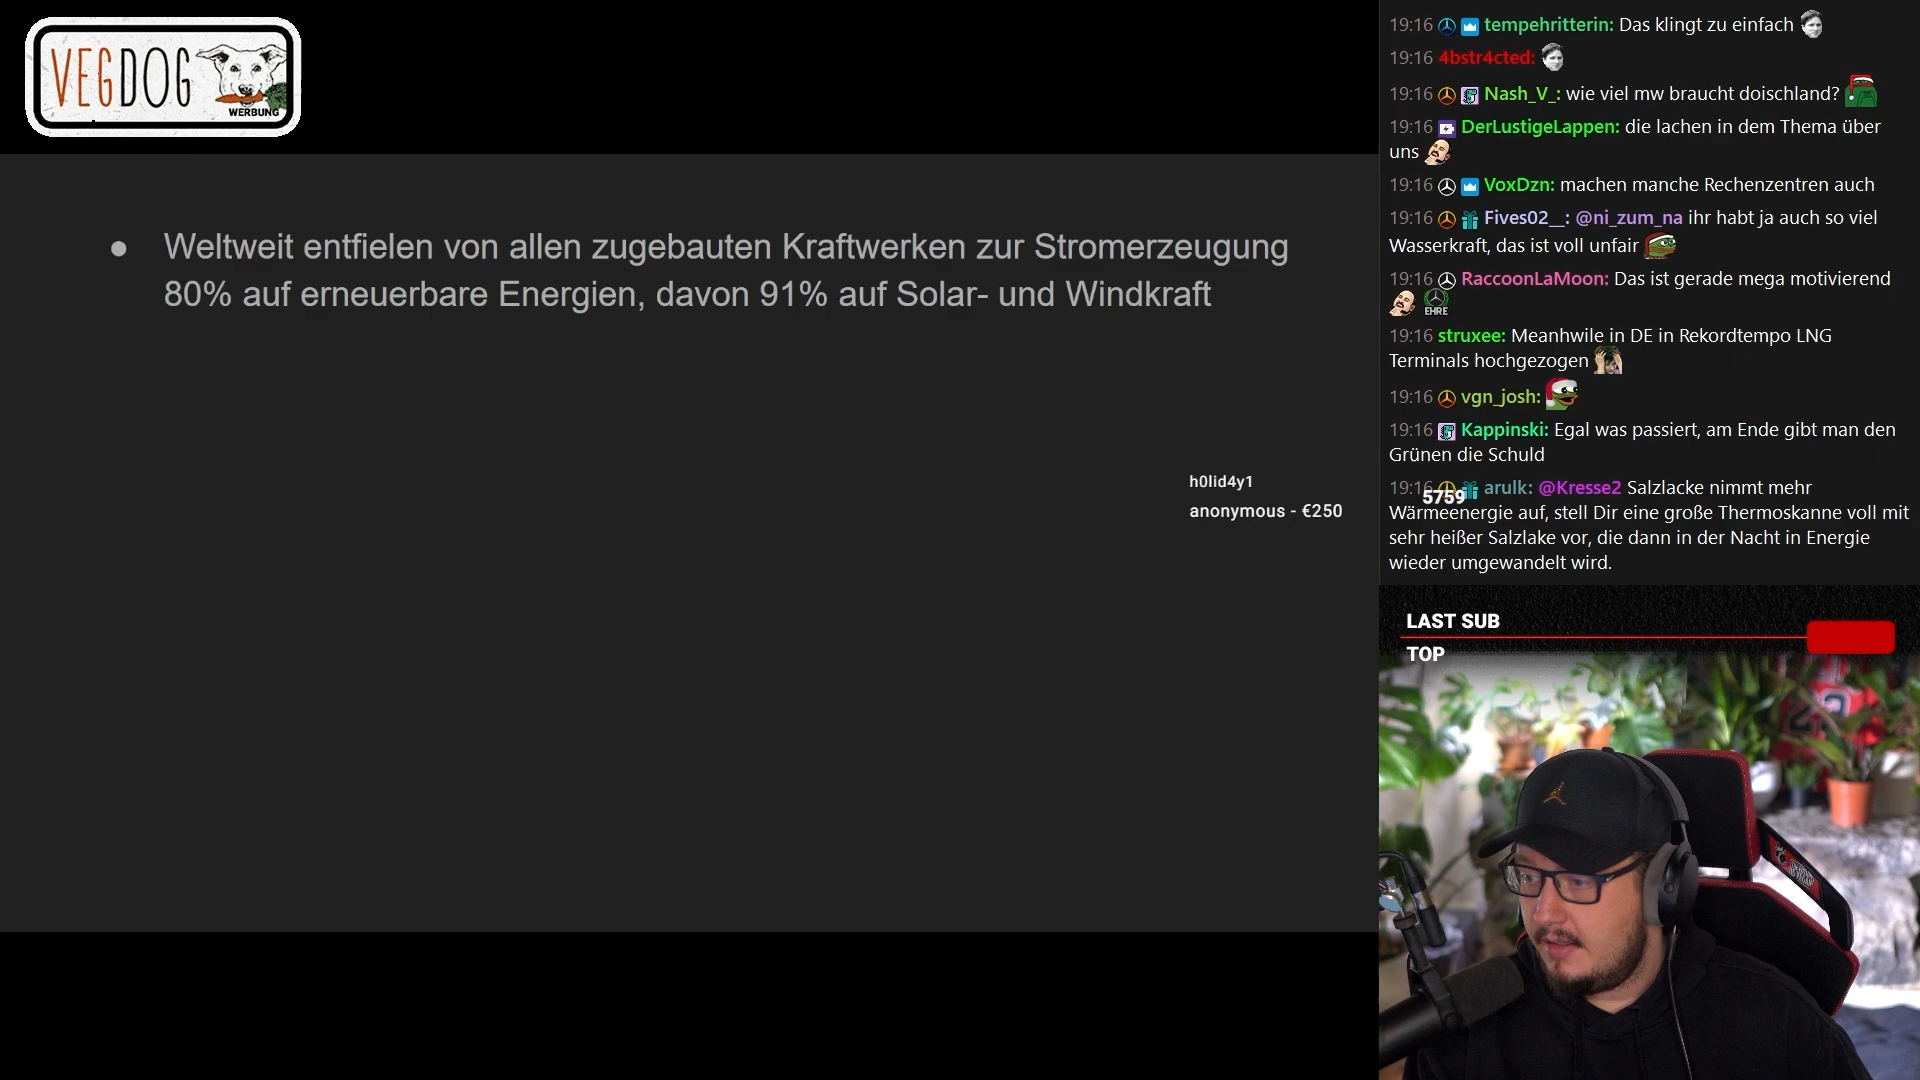 VEGDOG
WERBUNG
Weltweit entfielen von allen zugebauten Kraftwerken zur Stromerzeugung
80% auf erneuerbare Energien, davon 91% auf Solar- und Windkraft
h0lid4y1
anonymous - €250
19:16 tempehritterin: Das klingt zu einfach
19:16 4bstr4cted:
19:16 Nash_V_: wie viel mw braucht doischland?
19:16 DerLustigeLappen: die lachen in dem Thema über
uns
19:16 VoxDzn: machen manche Rechenzentren auch
19:16 Fives02__: @ni_zum_na ihr habt ja auch so viel
Wasserkraft, das ist voll unfair
19:16 RaccoonLaMoon: Das ist gerade mega motivierend
EHRE
19:16 struxee: Meanhwile in DE in Rekordtempo LNG
Terminals hochgezogen
19:16 vgn_josh:
19:16 Kappinski: Egal was passiert, am Ende gibt man den
Grünen die Schuld
19:16 arulk: @Kresse2 Salzlacke nimmt mehr
5759
Wärmeenergie auf, stell Dir eine große Thermoskanne voll mit
sehr heißer Salzlake vor, die dann in der Nacht in Energie
wieder umgewandelt wird.
LAST SUB
TOP
23